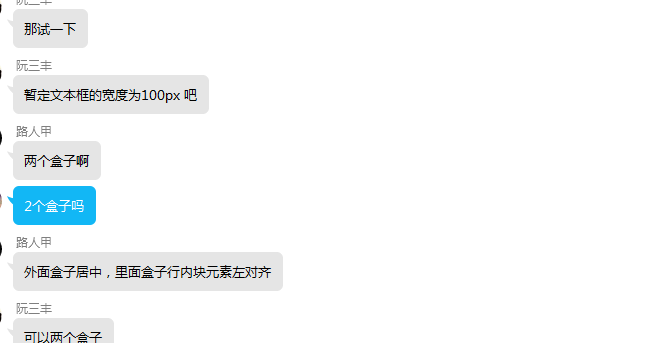 阮三丰
那试一下
阮三丰
暂定文本框的宽度为100px 吧
路人甲
两个盒子啊
2个盒子吗
路人甲
外面盒子居中，里面盒子行内块元素左对齐
阮三丰
可以两个盒子